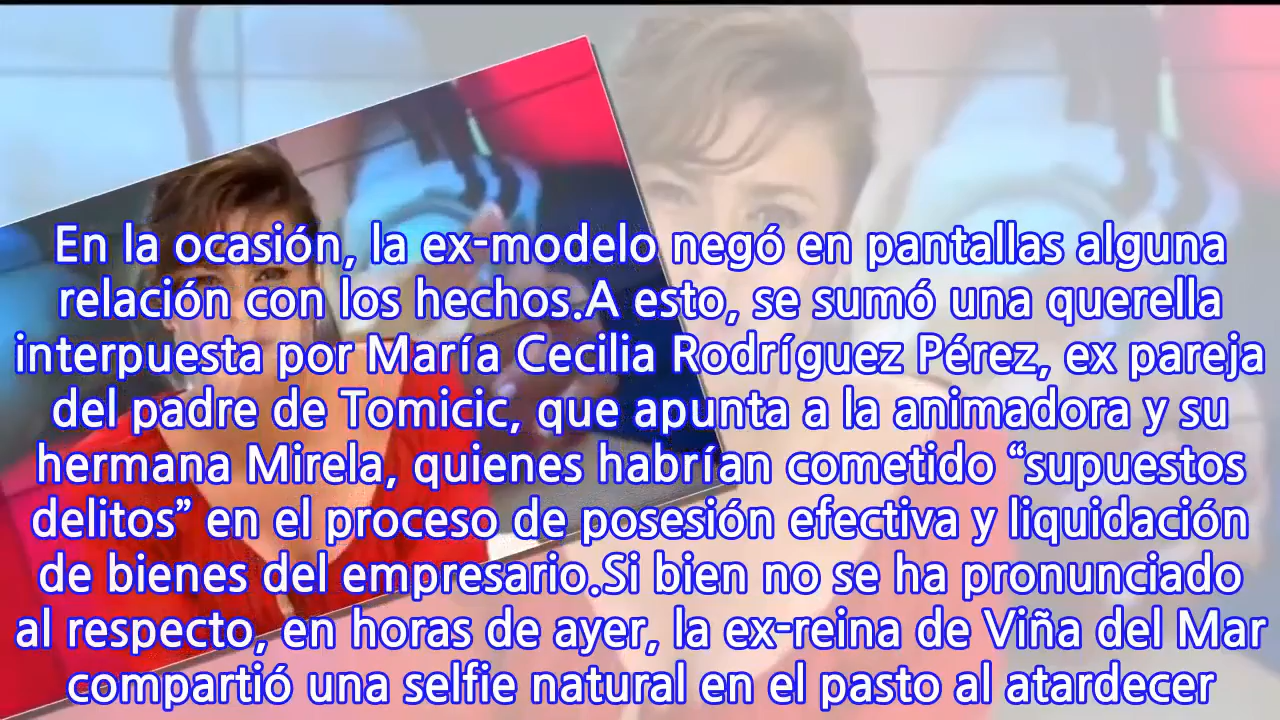 En la ocasión, la ex-modelo negó en pantallas alguna
relación con los hechos.A esto, se sumó una querella
interpuesta por María Cecilia Rodríguez Pérez, ex pareja
del padre de Tomicic, que apunta a la animadora y su
hermana Mirela, quienes habrían cometido “supuestos
delitos” en el proceso de posesión efectiva y liquidación
de bienes del empresario.Si bien no se ha pronunciado
al respecto, en horas de ayer, la ex-reina de Viña del Mar
compartió una selfie natural en el pasto al atardecer